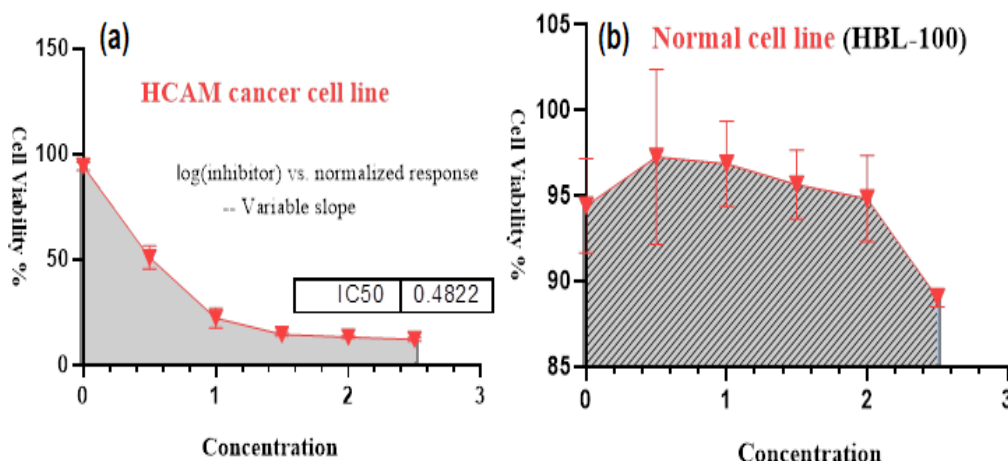 (a)
HCAM cancer cell line
log(inhibitor) vs. normalized response
-- Variable slope
IC50 0.4822
Cell Viability %
150
100
50
0
0 1 2 3
Concentration
(b) Normal cell line (HBL-100)
Cell Viability %
105
100
95
90
85
0 1 2 3
Concentration